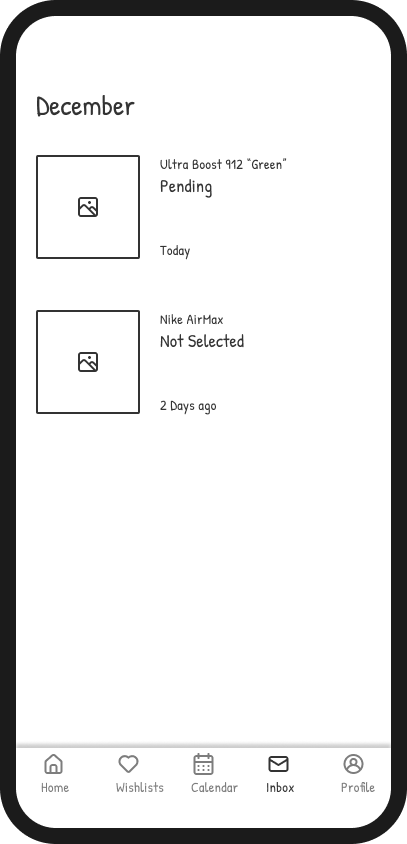 December
Ultra Boost 912 “Green”
Pending
Today
Nike AirMax
Not Selected
2 Days ago
Home Wishlists Calendar Inbox Profile